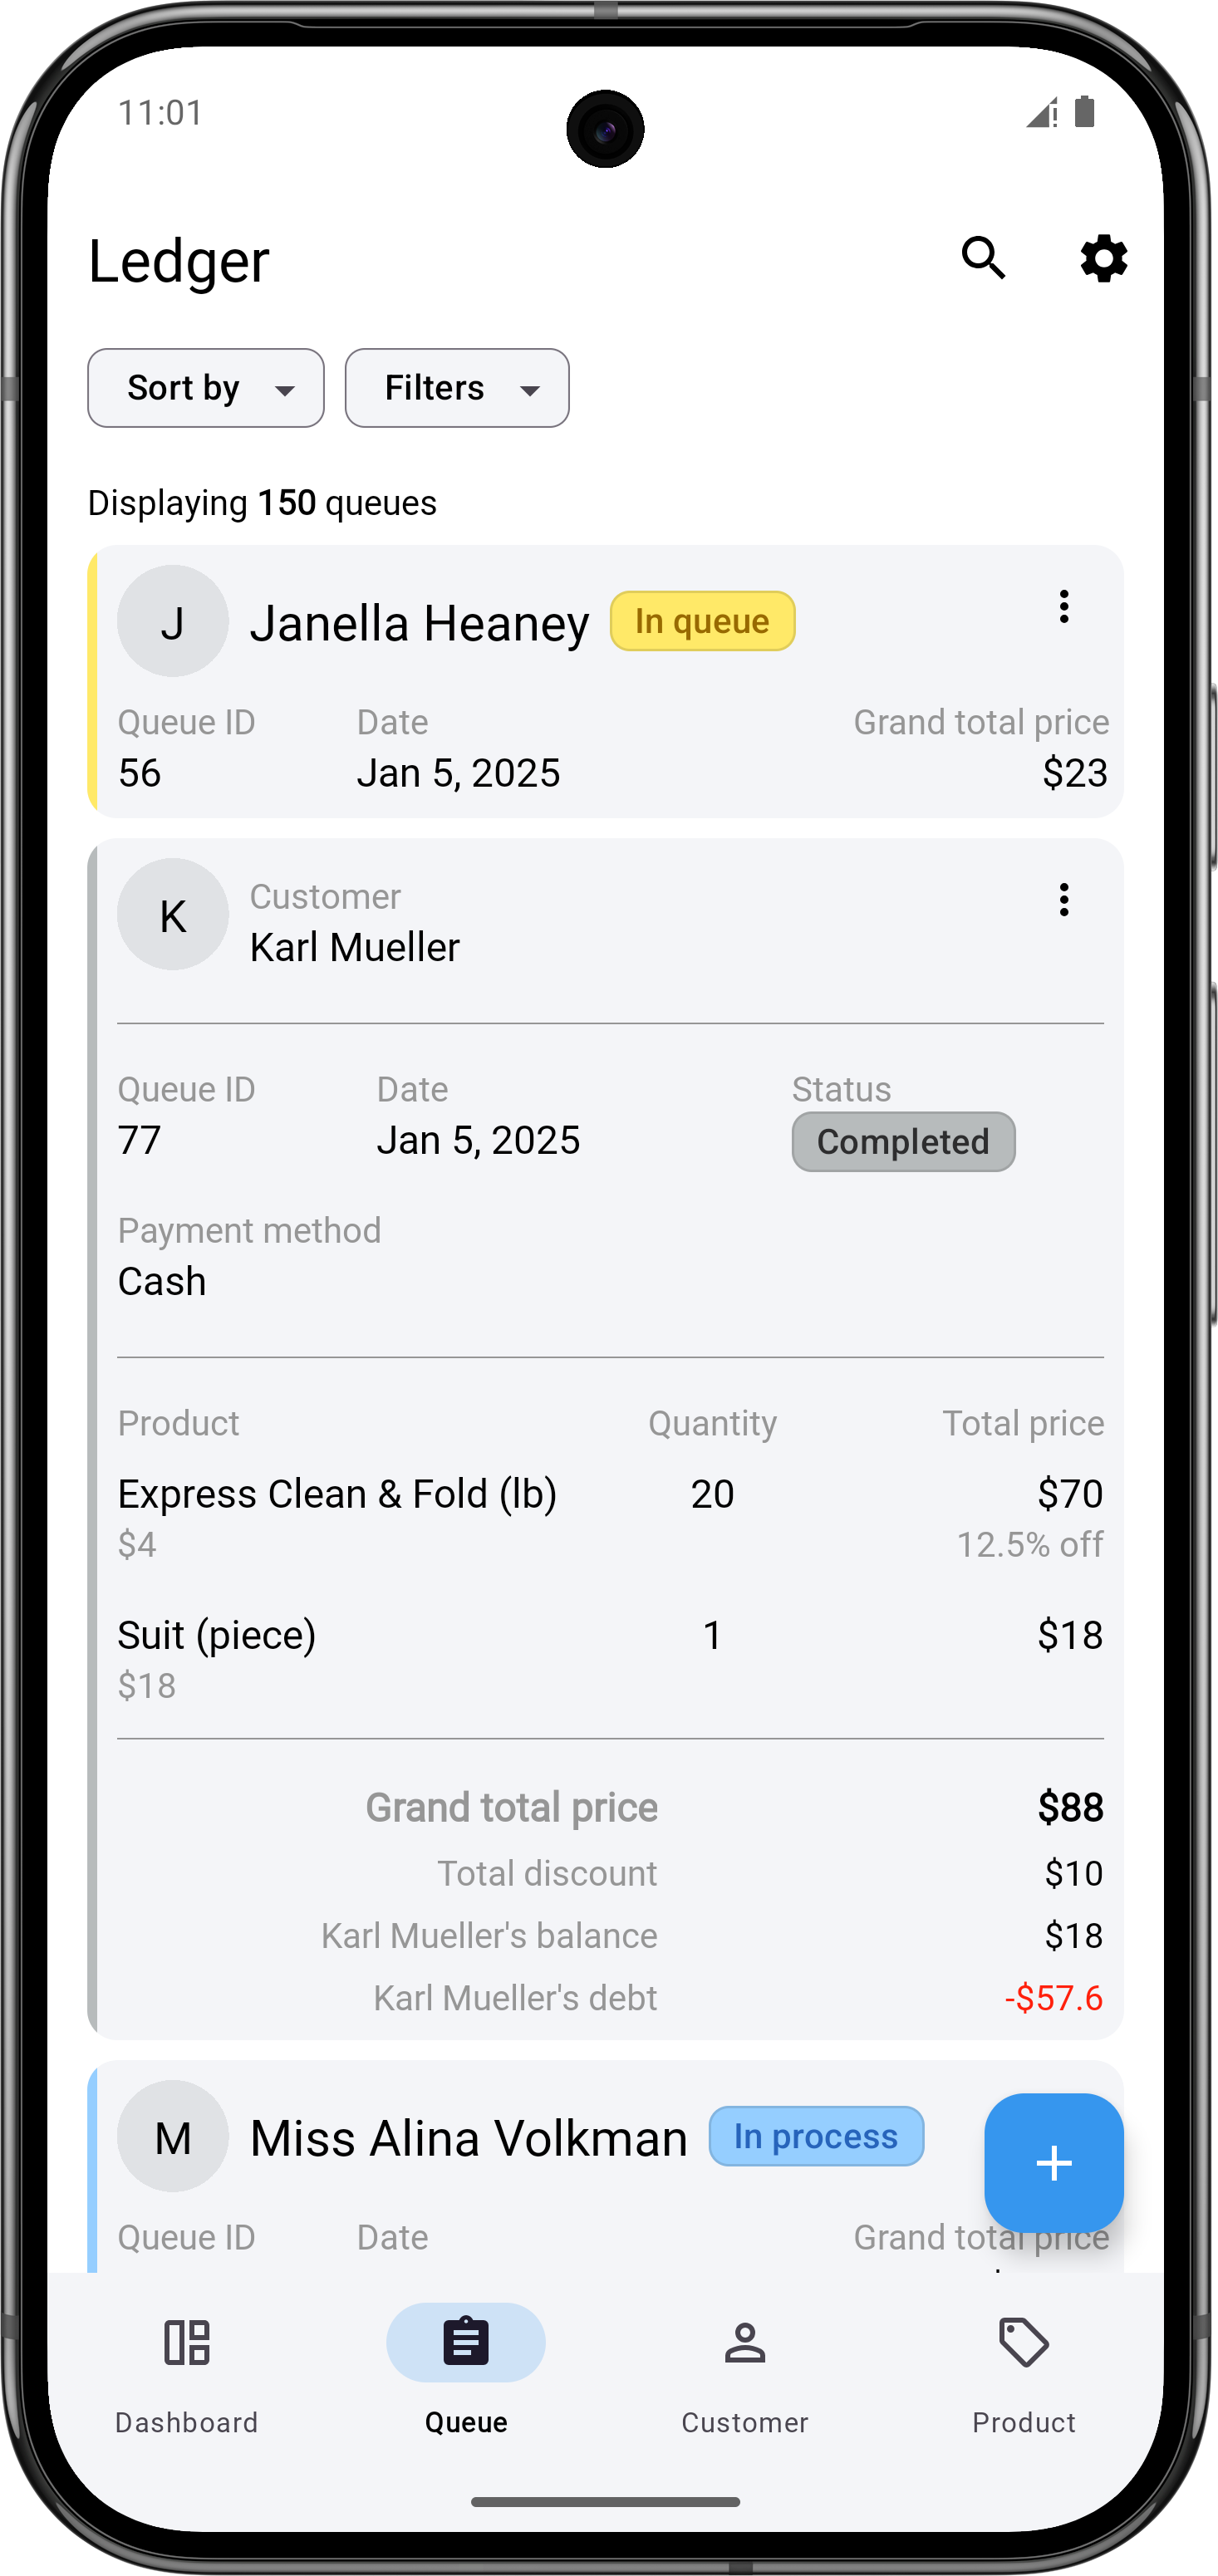 11:01
Ledger
Sort by Filters
Displaying 150 queues
J Janella Heaney In queue
Queue ID Date Grand total price
56 Jan 5, 2025 $23
K Customer
Karl Mueller
Queue ID Date Status
77 Jan 5, 2025 Completed
Payment method
Cash
Product Quantity Total price
Express Clean & Fold (lb) 20 $70
$4 12.5% off
Suit (piece) 1 $18
$18
Grand total price $88
Total discount $10
Karl Mueller's balance $18
Karl Mueller's debt -$57.6
M Miss Alina Volkman In process
Queue ID Date Grand total price
Dashboard Queue Customer Product